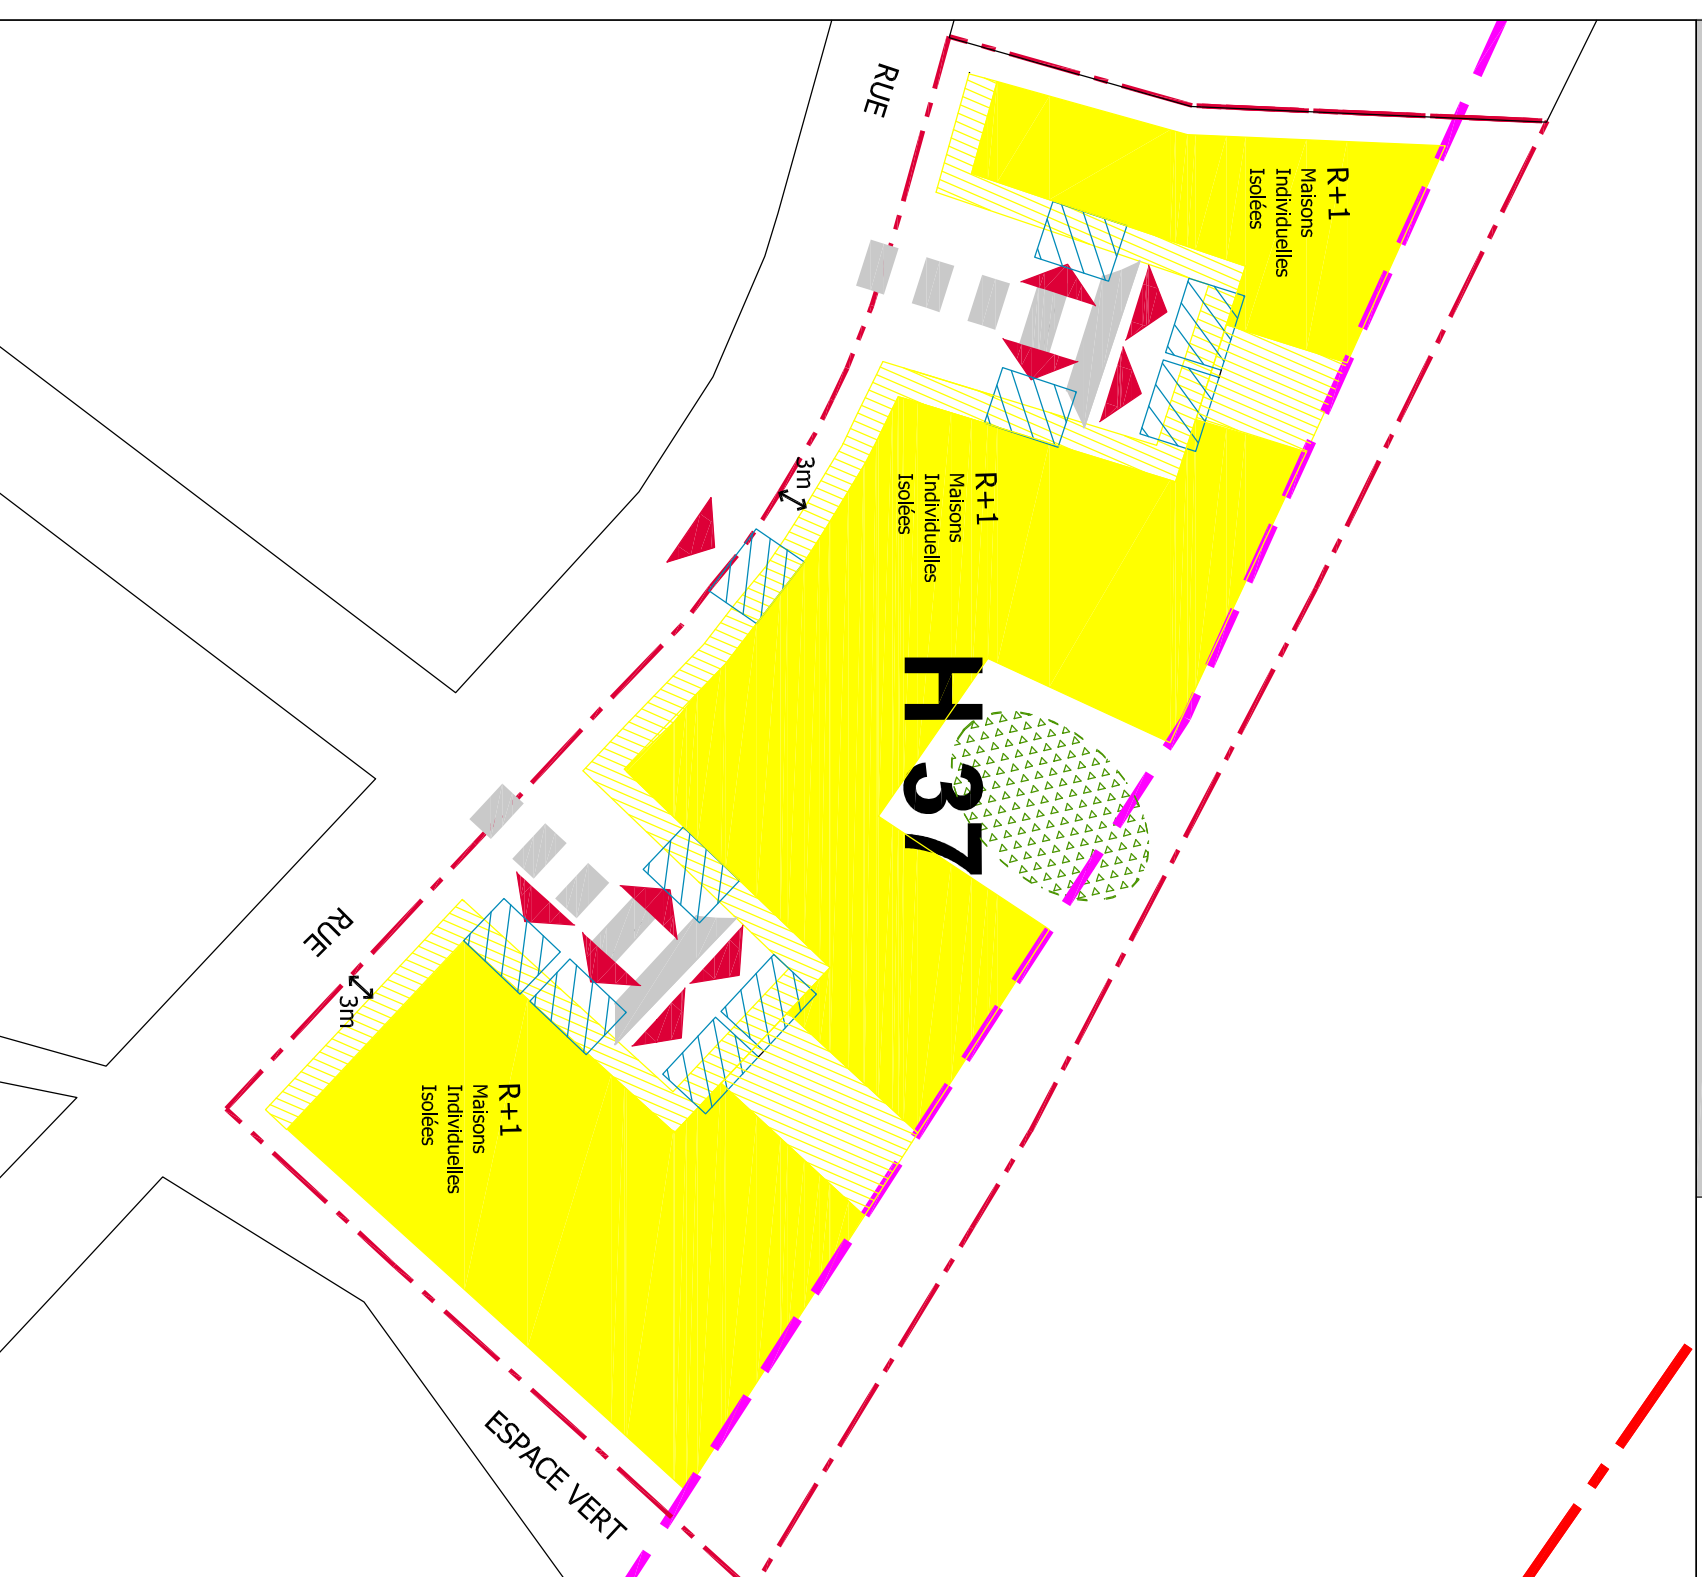 RUE
R+1
Maisons
Individuelles
Isolées
3m
R+1
Maisons
Individuelles
Isolées
H 37
RUE
3m
R+1
Maisons
Individuelles
Isolées
ESPACE VERT